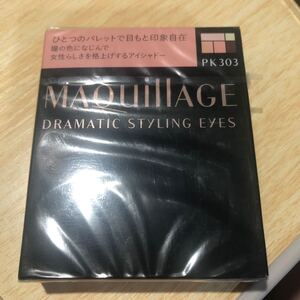 ひとつのパレットで目もと印象自在
瞳の色になじんで
女性らしさを格上げするアイシャドー
PK303
MAQuillAGE
DRAMATIC STYLING EYES